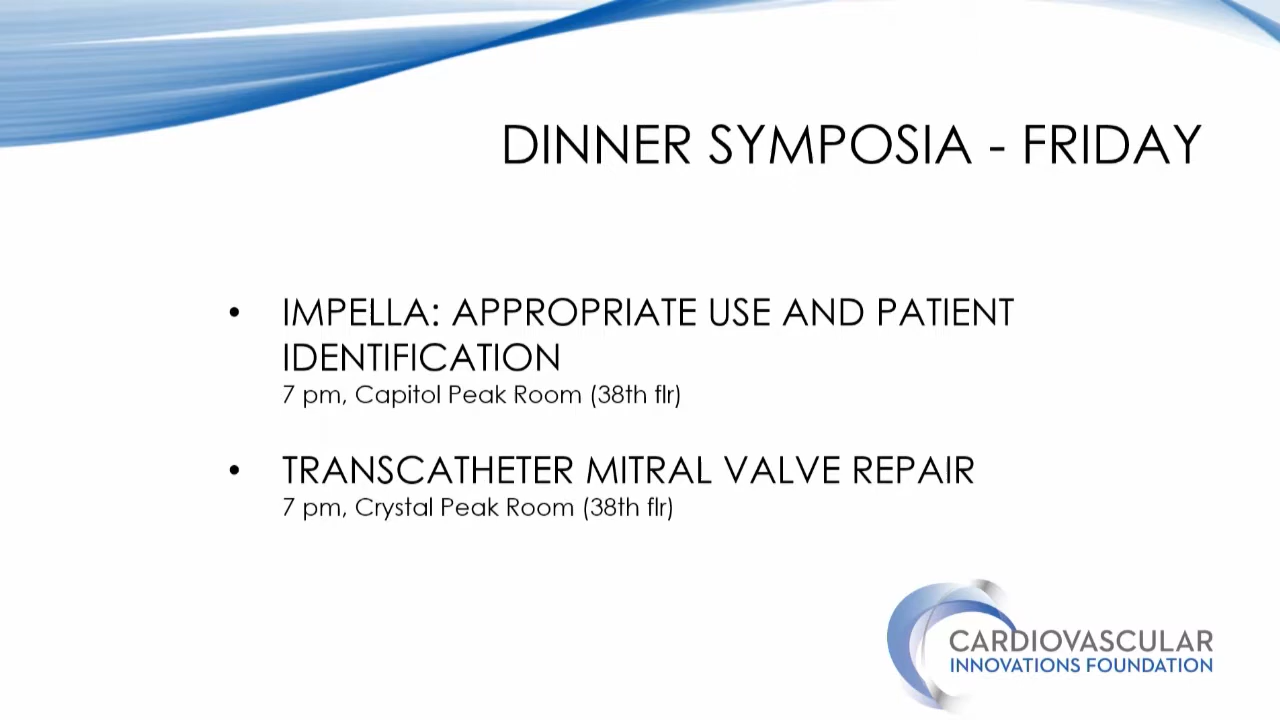 DINNER SYMPOSIA - FRIDAY
• IMPELLA: APPROPRIATE USE AND PATIENT
IDENTIFICATION
7 pm, Capitol Peak Room (38th flr)
• TRANSCATHETER MITRAL VALVE REPAIR
7 pm, Crystal Peak Room (38th flr)
CARDIOVASCULAR
INNOVATIONS FOUNDATION